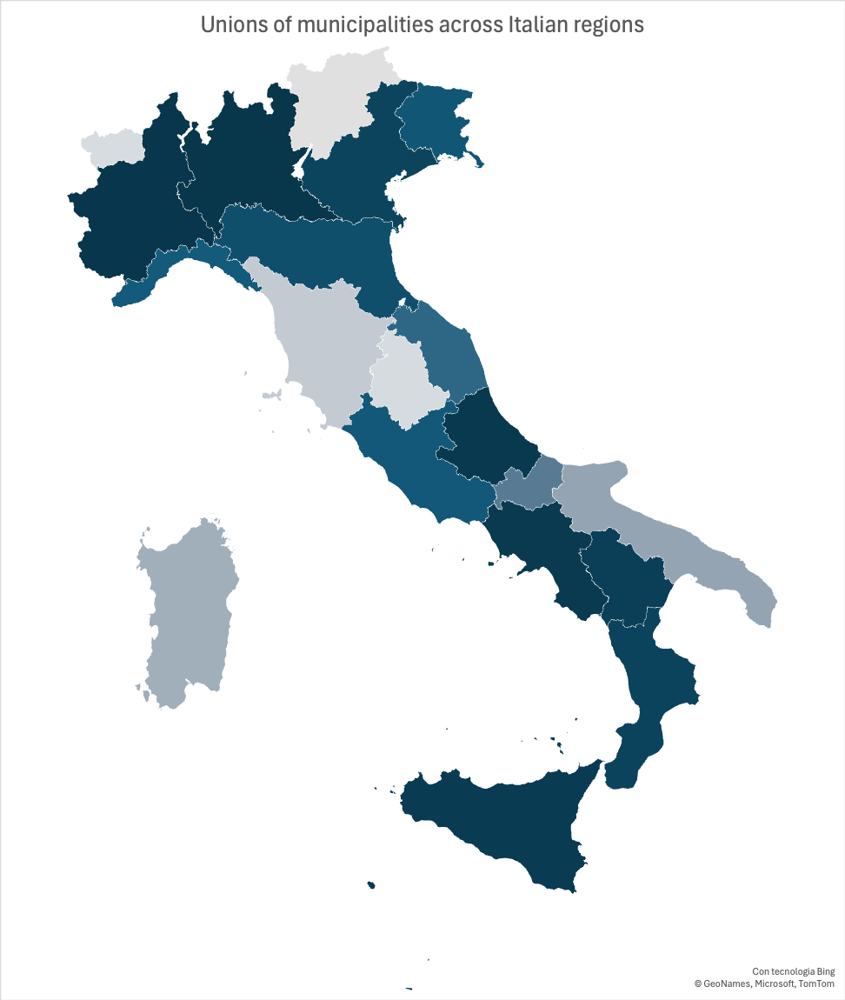 Unions of municipalities across Italian regions
Con tecnologia Bing
© GeoNames, Microsoft, TomTom